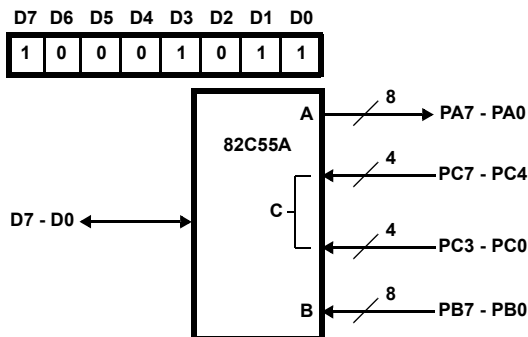 D7 D6 D5 D4 D3 D2 D1 D0
1 0 0 0 1 0 1 1
A 8 PA7 - PA0
82C55A
4 PC7 - PC4
C
D7 - D0
4 PC3 - PC0
B 8 PB7 - PB0